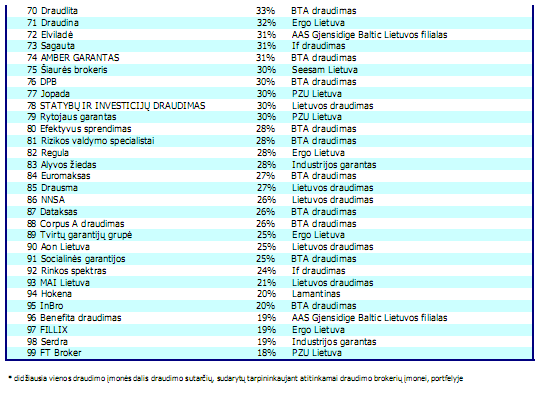 70 Draudlita 33% BTA draudimas
71 Draudina 32% Ergo Lietuva
72 Elviladė 31% AAS Gjensidige Baltic Lietuvos filialas
73 Sagauta 31% If draudimas
74 AMBER GARANTAS 31% BTA draudimas
75 Šiaurės brokeris 30% Seesam Lietuva
76 DPB 30% BTA draudimas
77 Jopada 30% PZU Lietuva
78 STATYBŲ IR INVESTICIJŲ DRAUDIMAS 30% Lietuvos draudimas
79 Rytojaus garantas 30% PZU Lietuva
80 Efektyvus sprendimas 28% BTA draudimas
81 Rizikos valdymo specialistai 28% BTA draudimas
82 Regula 28% Ergo Lietuva
83 Alyvos žiedas 28% Industrijos garantas
84 Euromaksas 27% BTA draudimas
85 Drausma 27% Lietuvos draudimas
86 NNSA 26% Lietuvos draudimas
87 Dataksas 26% BTA draudimas
88 Corpus A draudimas 26% BTA draudimas
89 Tvirtų garantijų grupė 25% Ergo Lietuva
90 Aon Lietuva 25% Lietuvos draudimas
91 Socialinės garantijos 25% BTA draudimas
92 Rinkos spektras 24% If draudimas
93 MAI Lietuva 21% Lietuvos draudimas
94 Hokena 20% Lamantinas
95 InBro 20% BTA draudimas
96 Benefita draudimas 19% AAS Gjensidige Baltic Lietuvos filialas
97 FILLIX 19% Ergo Lietuva
98 Serdra 19% Industrijos garantas
99 FT Broker 18% PZU Lietuva
* didžiausia vienos draudimo įmonės dalis draudimo sutarčių, sudarytų tarpininkaujant atitinkamai draudimo brokerių įmonei, portfelyje